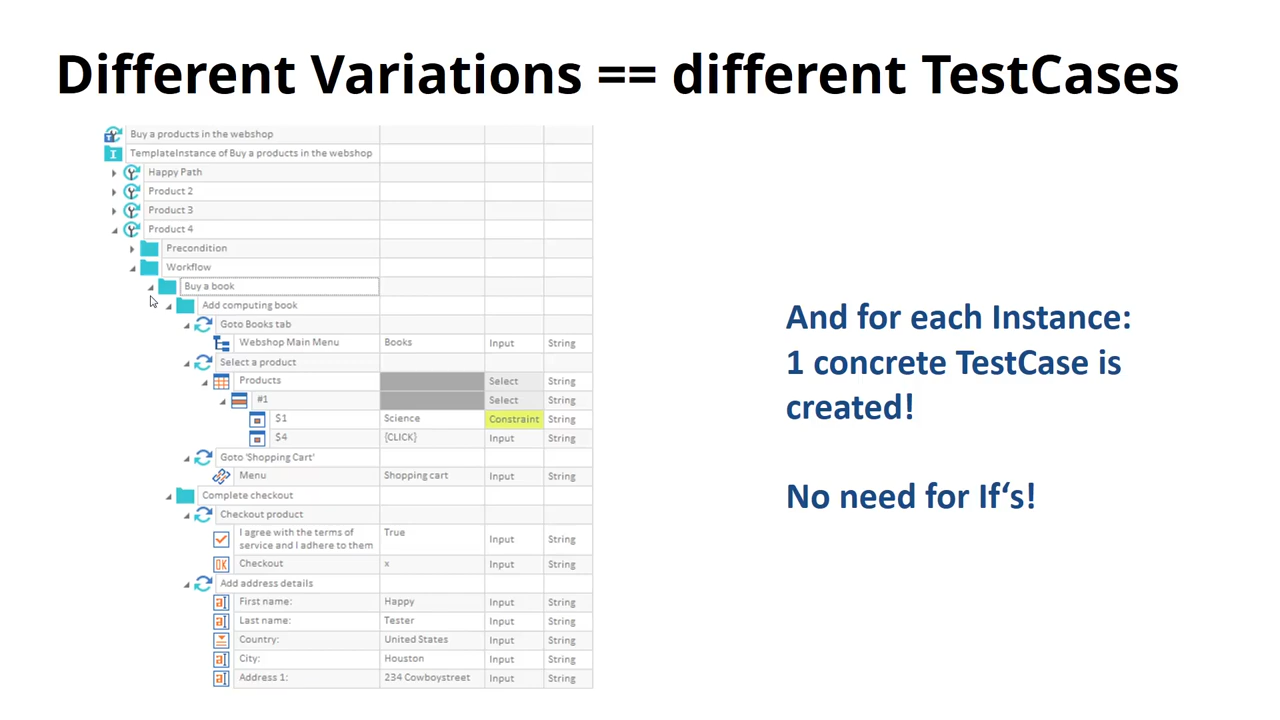 Different Variations == different TestCases
Buy a products in the webshop
TemplateInstance of Buy a products in the webshop
Happy Path
Product 2
Product 3
Product 4
Precondition
Workflow
Buy a book
Add computing book
Goto Books tab
Webshop Main Menu Books Input String
Select a product
Products Select String
#1 Select String
$1 Science Constraint String
$4 {CLICK} Input String
Goto 'Shopping Cart'
Menu Shopping cart Input String
Complete checkout
Checkout product
I agree with the terms of
service and I adhere to them True Input String
OK Checkout x Input String
Add address details
a First name: Happy Input String
a Last name: Tester Input String
Country: United States Input String
a City: Houston Input String
a Address 1: 234 Cowboystreet Input String
And for each Instance:
1 concrete TestCase is
created!
No need for If‘s!